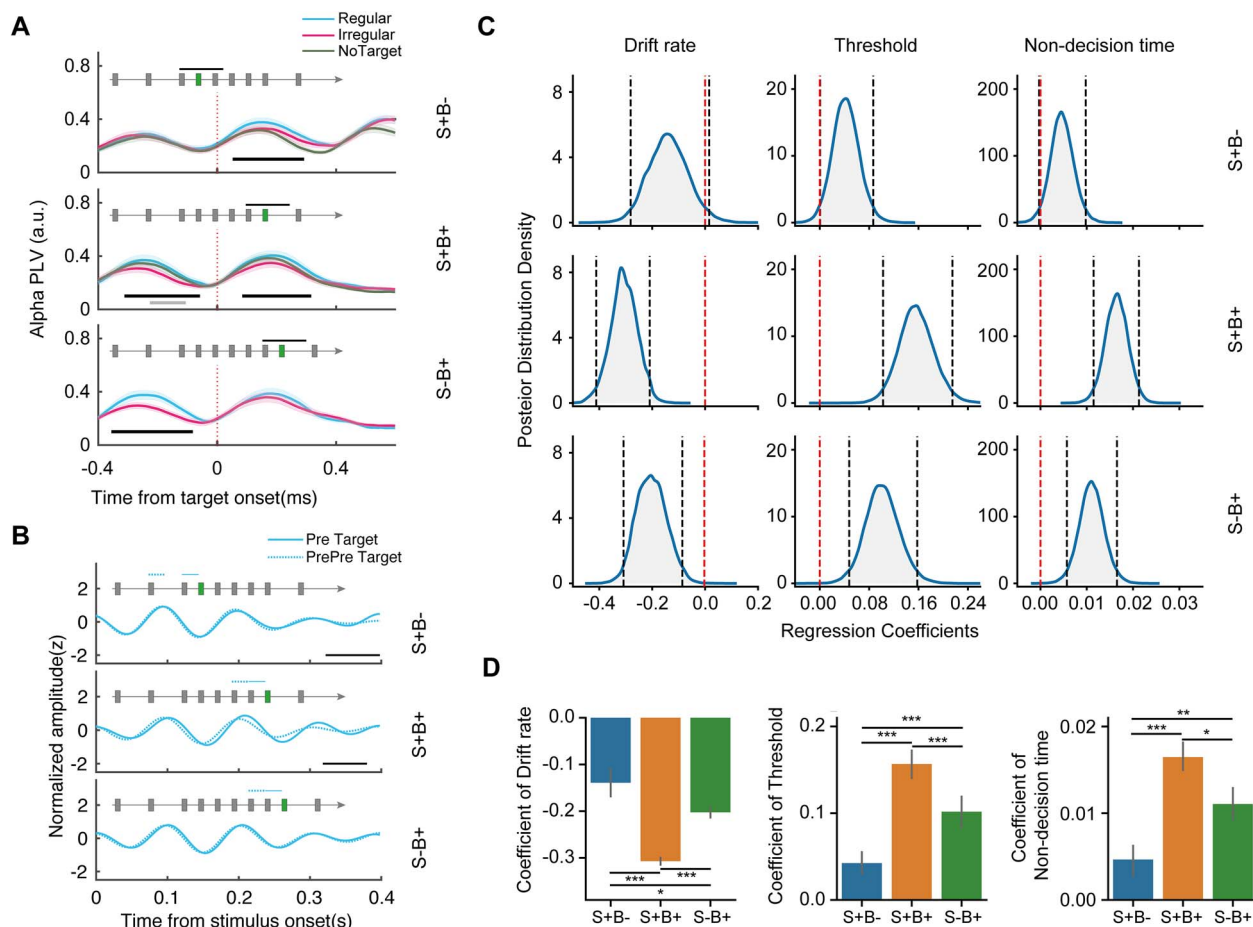 A
Regular
Irregular
NoTarget
0.8
0.4
0
S+B-
0.8
0.4
0
S+B+
0.8
0.4
0
S-B+
Alpha PLV (a.u.)
-0.4 0 0.4
Time from target onset(ms)
B
Pre Target
PrePre Target
2
0
-2
S+B-
2
0
-2
S+B+
2
0
-2
S-B+
Normalized amplitude(z)
0 0.1 0.2 0.3 0.4
Time from stimulus onset(s)
C
Drift rate Threshold Non-decision time
8
4
0
20
10
0
200
100
0
S+B-
8
4
0
20
10
0
200
100
0
S+B+
8
4
0
20
10
0
200
100
0
S-B+
Posteior Distribution Density
-0.4 -0.2 0.0 0.2
0.00 0.08 0.16 0.24
0.00 0.01 0.02 0.03
Regression Coefficients
D
Coefficient of Drift rate
0.0
-0.1
-0.2
-0.3
*** ***
*
S+B- S+B+ S-B+
Coefficient of Threshold
0.2
0.1
0.0
***
*** ***
S+B- S+B+ S-B+
Coefficient of
Non-decision time
0.02
0.01
0.00
**
*** *
S+B- S+B+ S-B+